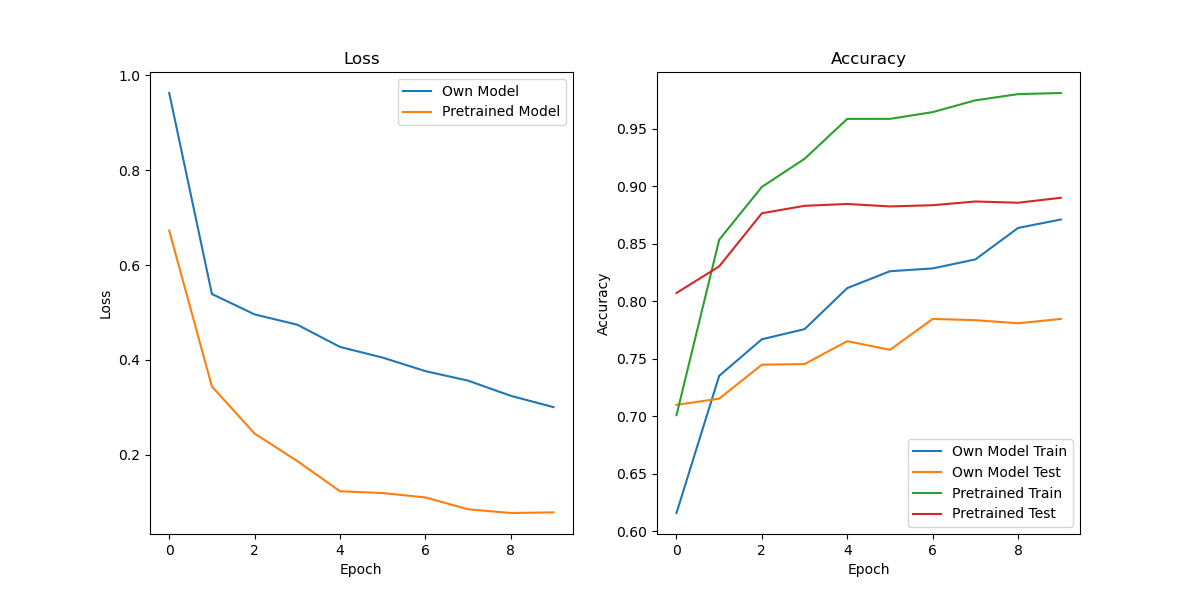 Loss
Own Model
Pretrained Model
1.0
0.8
0.6
0.4
0.2
Loss
0 2 4 6 8
Epoch
Accuracy
0.95
0.90
0.85
0.80
0.75
0.70
0.65
0.60
Accuracy
Own Model Train
Own Model Test
Pretrained Train
Pretrained Test
0 2 4 6 8
Epoch